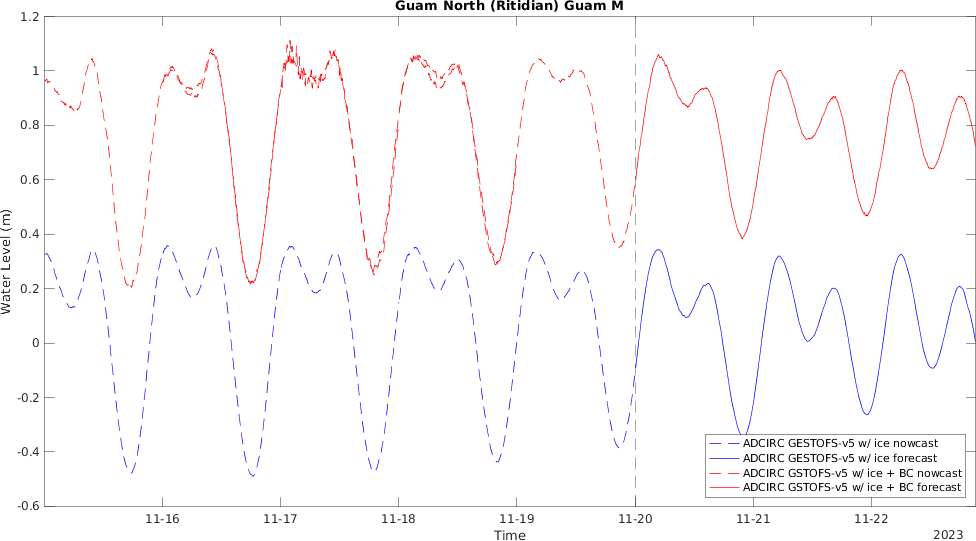 Guam North (Ritidian) Guam M
Water Level (m)
1.2
1
0.8
0.6
0.4
0.2
0
-0.2
-0.4
-0.6
ADCIRC GESTOFS-v5 w/ ice nowcast
ADCIRC GESTOFS-v5 w/ ice forecast
ADCIRC GSTOFS-v5 w/ ice + BC nowcast
ADCIRC GSTOFS-v5 w/ ice + BC forecast
11-16 11-17 11-18 11-19 11-20 11-21 11-22
Time
2023